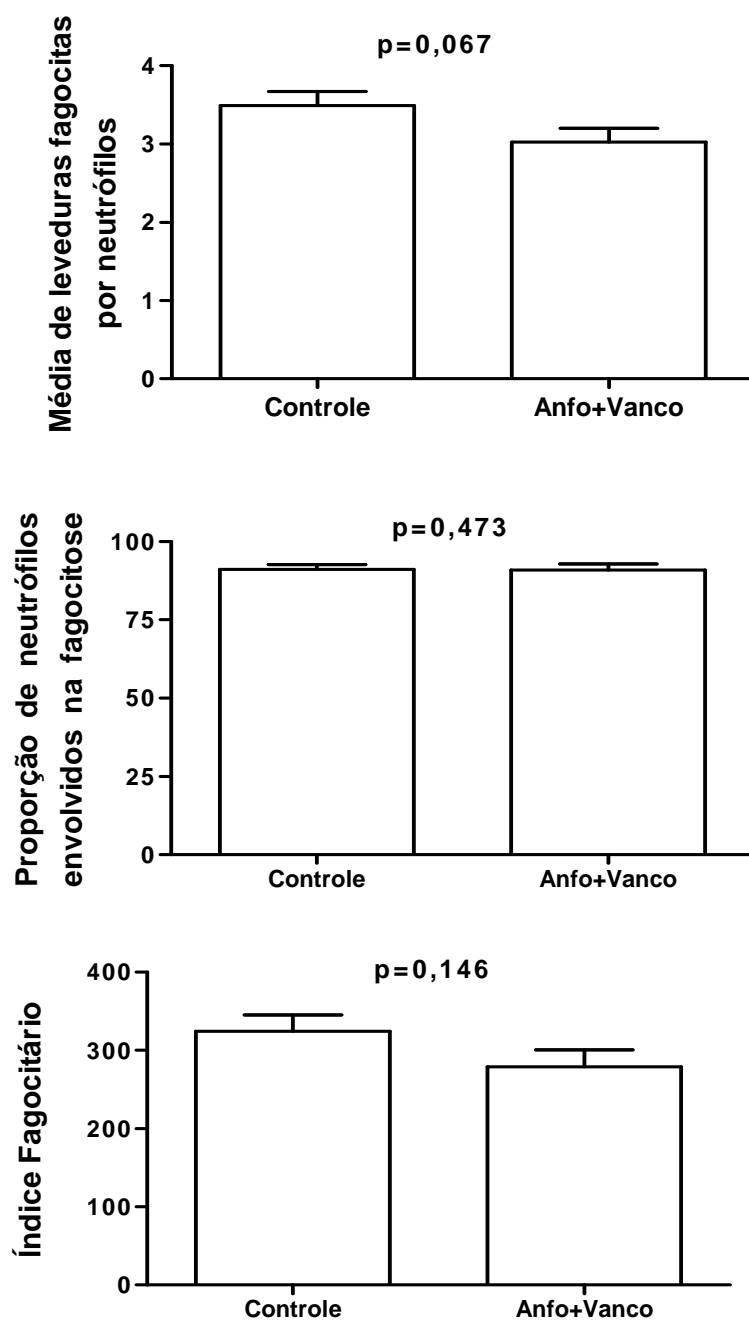 p=0,067
Média de leveduras fagocitas
por neutrófilos
4
3
2
1
0
Controle
Anfo+Vanco
p=0,473
Proporção de neutrófilos
envolvidos na fagocitose
100
75
50
25
0
Controle
Anfo+Vanco
p=0,146
Índice Fagocitário
400
300
200
100
0
Controle
Anfo+Vanco